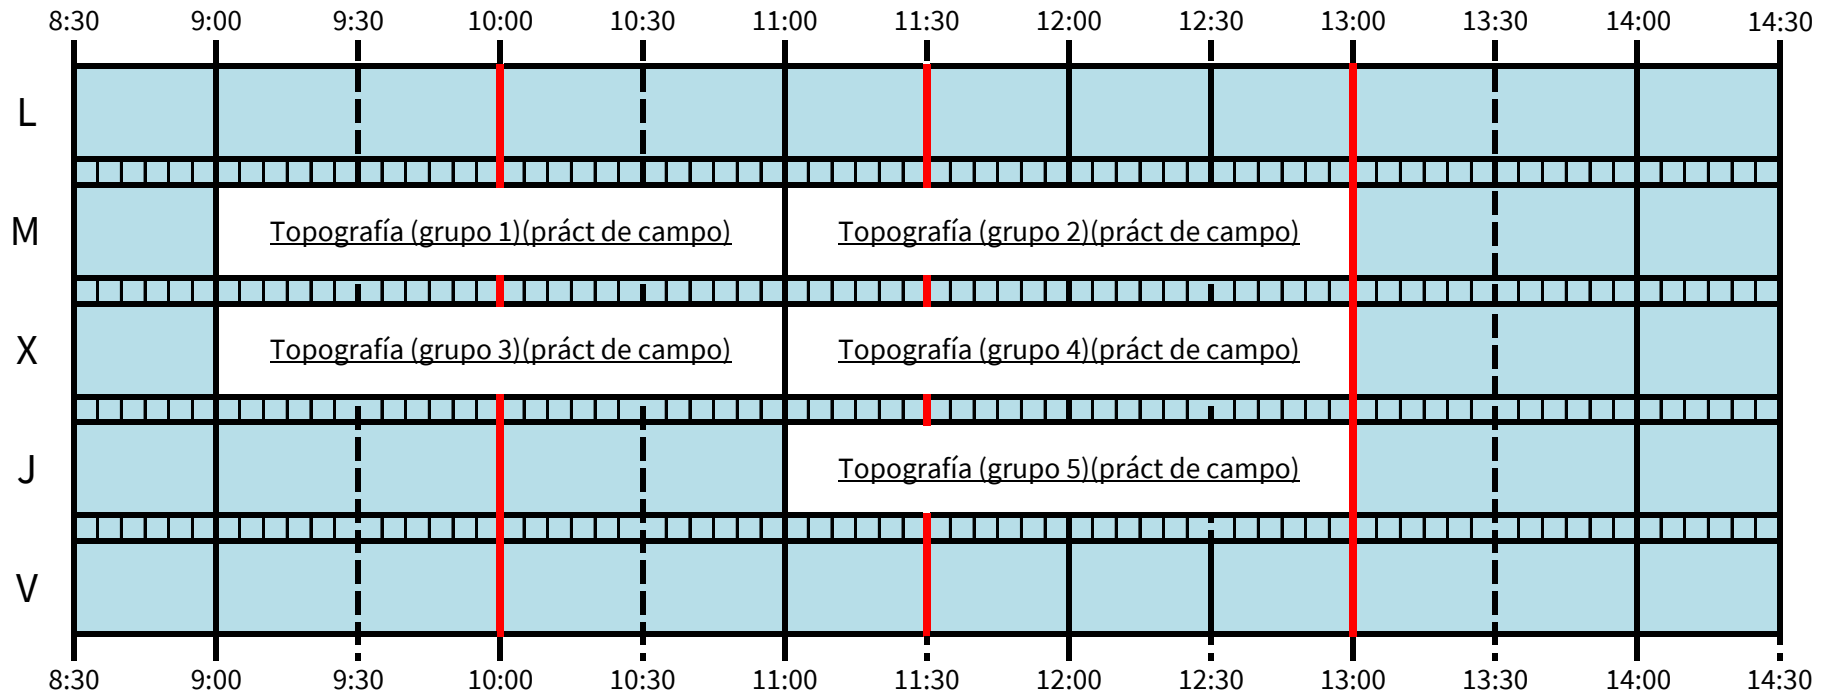 8:30 9:00 9:30 10:00 10:30 11:00 11:30 12:00 12:30 13:00 13:30 14:00 14:30
L
M Topografía (grupo 1)(práct de campo) Topografía (grupo 2)(práct de campo)
X Topografía (grupo 3)(práct de campo) Topografía (grupo 4)(práct de campo)
J Topografía (grupo 5)(práct de campo)
V
8:30 9:00 9:30 10:00 10:30 11:00 11:30 12:00 12:30 13:00 13:30 14:00 14:30